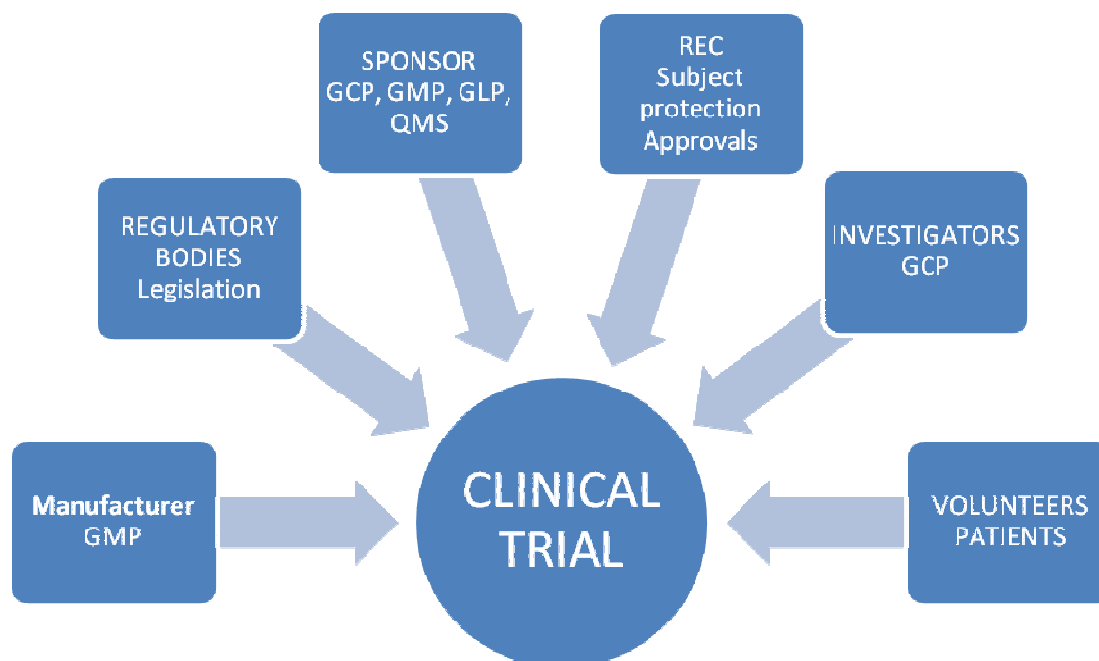 SPONSOR
GCP, GMP, GLP,
QMS
REC
Subject
protection
Approvals
REGULATORY
BODIES
Legislation
INVESTIGATORS
GCP
Manufacturer
GMP
CLINICAL
TRIAL
VOLUNTEERS
PATIENTS